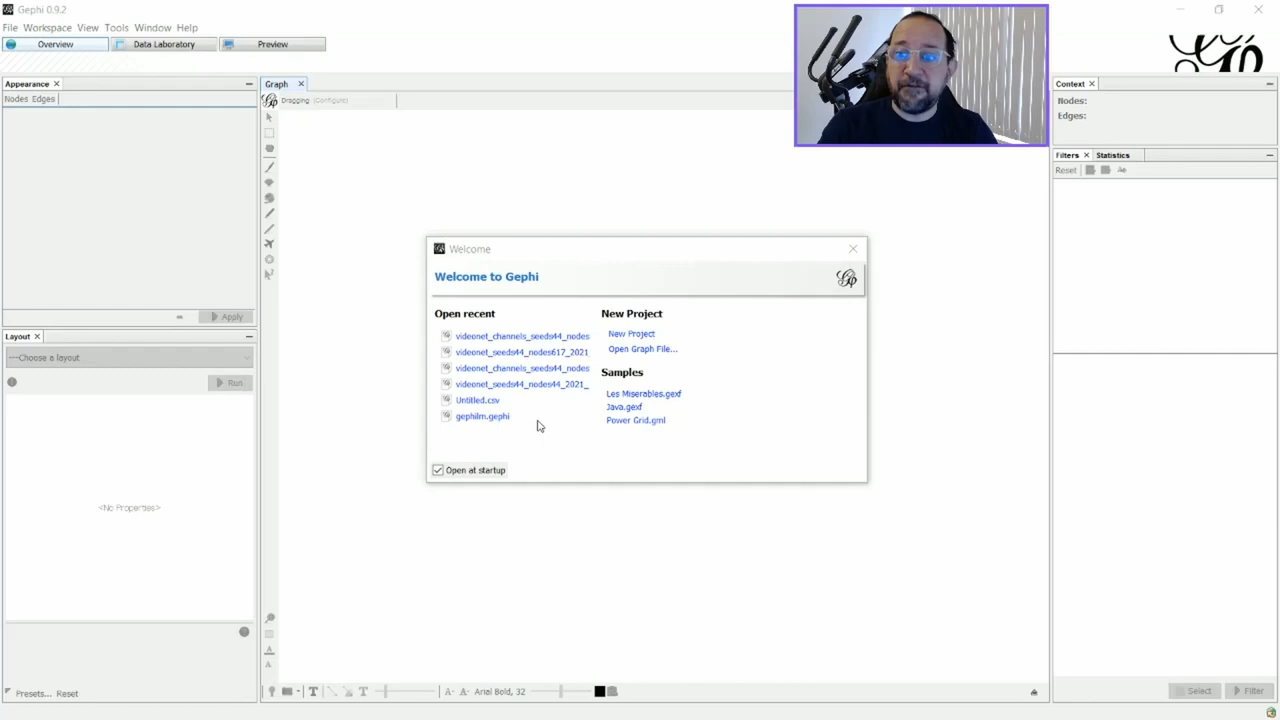 Gephi 0.9.2
File Workspace View Tools Window Help
Overview Data Laboratory Preview
Appearance
Nodes Edges
Apply
Layout
---Choose a layout
Run
<No Properties>
Presets... Reset
Graph
Dragging (Configure)
Welcome
Welcome to Gephi
Open recent
videonet_channels_seeds44_nodes
videonet_seeds44_nodes617_2021_
videonet_channels_seeds44_nodes
videonet_seeds44_nodes44_2021_
Untitled.csv
gephilm.gephi
New Project
New Project
Open Graph File...
Samples
Les Miserables.gexf
Java.gexf
Power Grid.gml
Open at startup
T T A- A- Arial Bold, 32
Context
Nodes:
Edges:
Filters Statistics
Reset
Select Filter